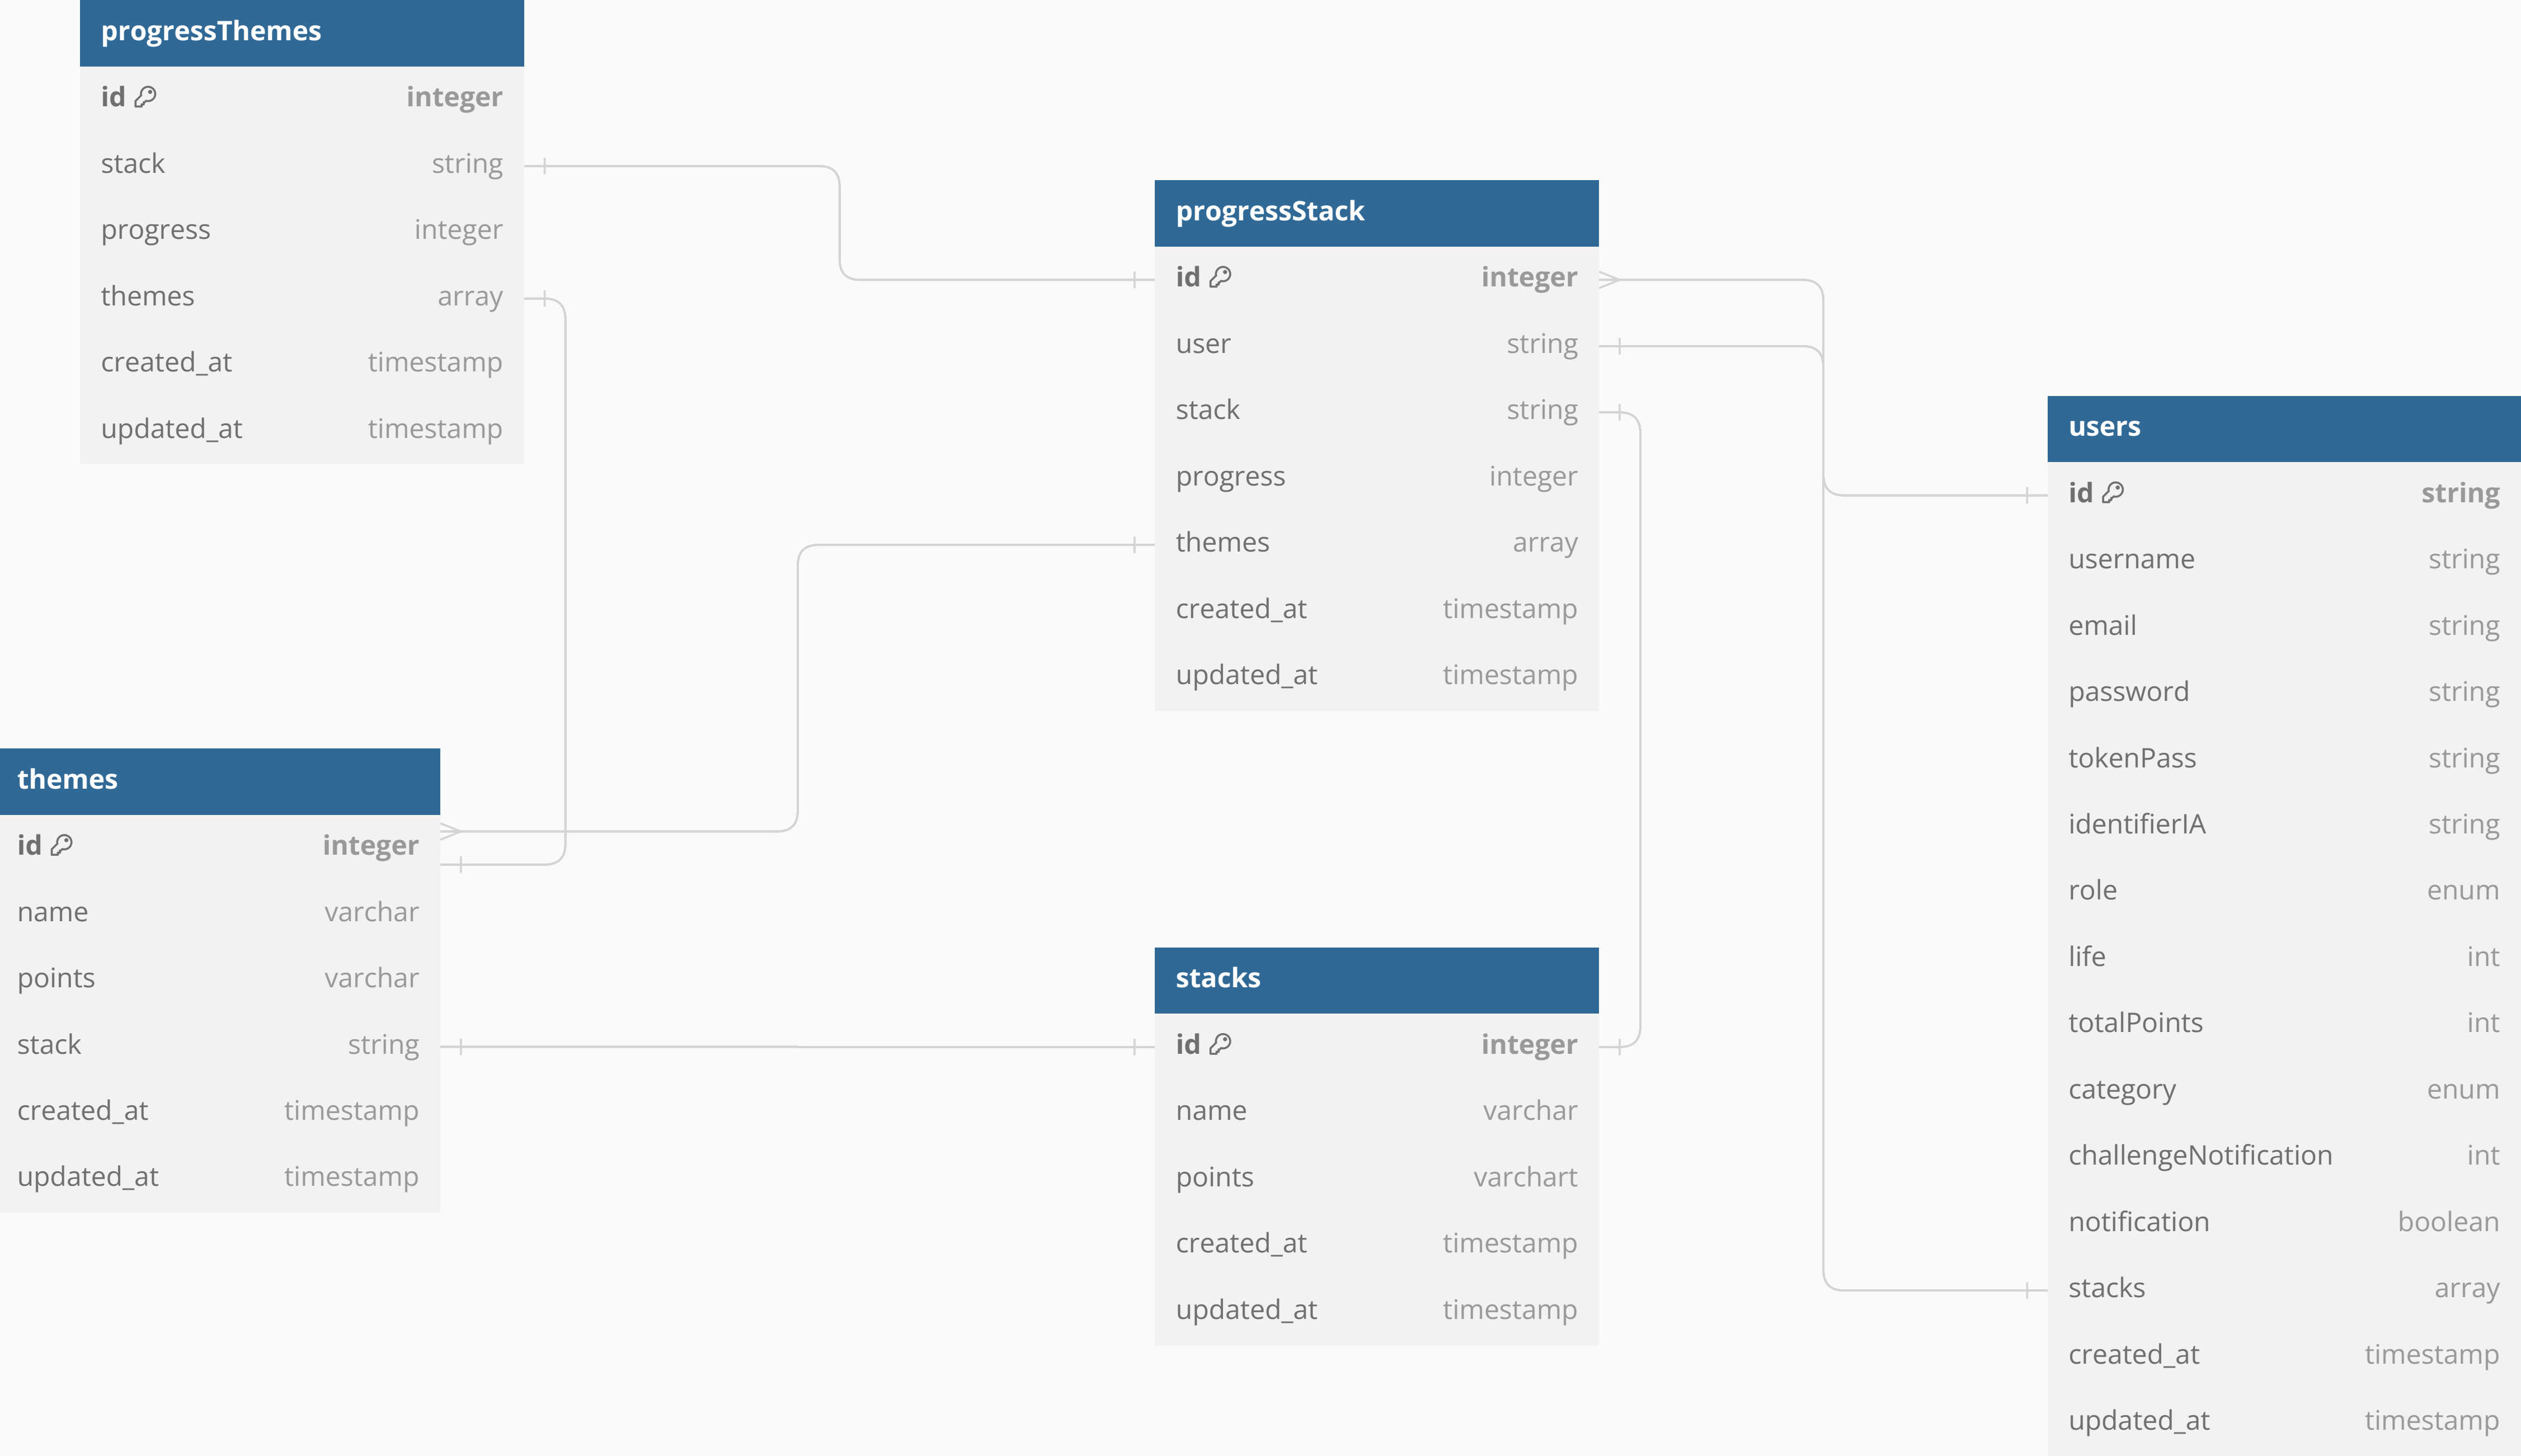 progressThemes
id integer
stack string
progress integer
themes array
created_at timestamp
updated_at timestamp
progressStack
id integer
user string
stack string
progress integer
themes array
created_at timestamp
updated_at timestamp
users
id string
username string
email string
password string
tokenPass string
identifierIA string
role enum
life int
totalPoints int
category enum
challengeNotification int
notification boolean
stacks array
created_at timestamp
updated_at timestamp
themes
id integer
name varchar
points varchar
stack string
created_at timestamp
updated_at timestamp
stacks
id integer
name varchar
points varchart
created_at timestamp
updated_at timestamp